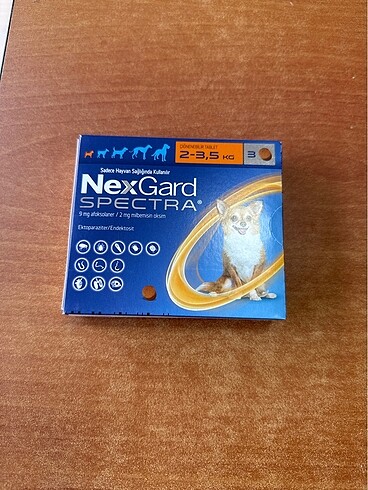 ÇİĞNENEBİLİR TABLET
2-3,5 KG
3
Sadece Hayvan Sağlığında Kullanılır
NexGard
SPECTRA®
9 mg afoksolaner / 2 mg milbemisin oksim
Ektoparaziter/Endektosit